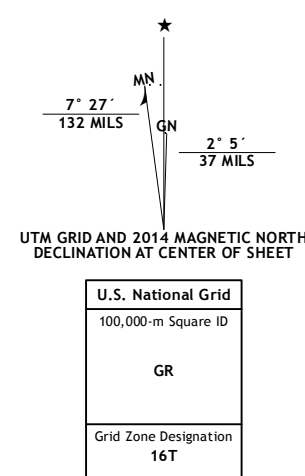 ★
MN
GN
7° 27´
132 MILS
2° 5´
37 MILS
UTM GRID AND 2014 MAGNETIC NORTH
DECLINATION AT CENTER OF SHEET
U.S. National Grid
100,000-m Square ID
GR
Grid Zone Designation
16T